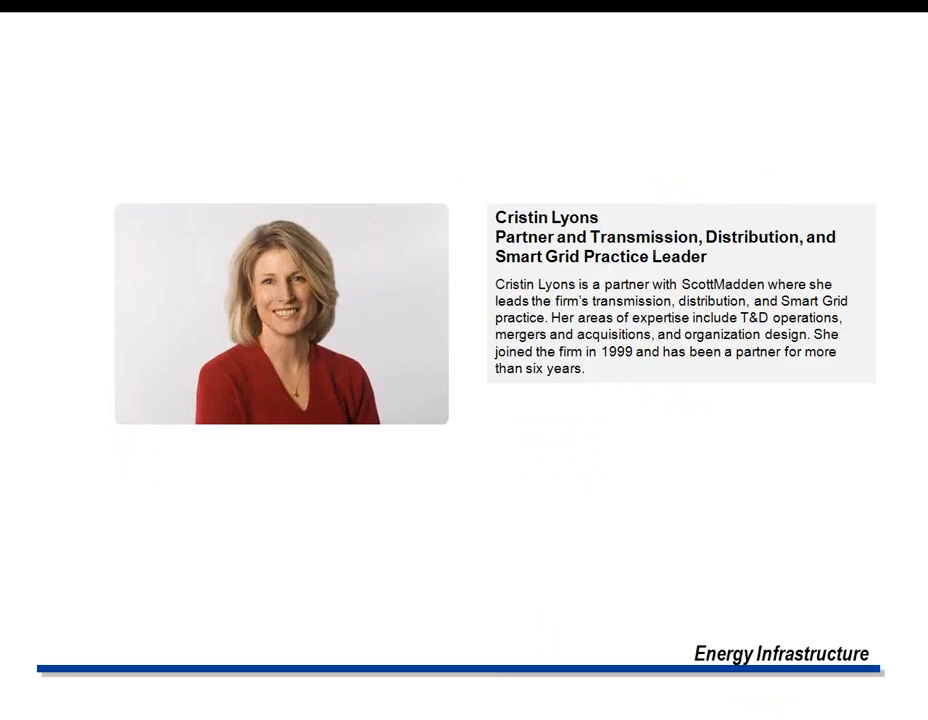 Cristin Lyons
Partner and Transmission, Distribution, and
Smart Grid Practice Leader
Cristin Lyons is a partner with ScottMadden where she
leads the firm's transmission, distribution, and Smart Grid
practice. Her areas of expertise include T&D operations,
mergers and acquisitions, and organization design. She
joined the firm in 1999 and has been a partner for more
than six years.
Energy Infrastructure